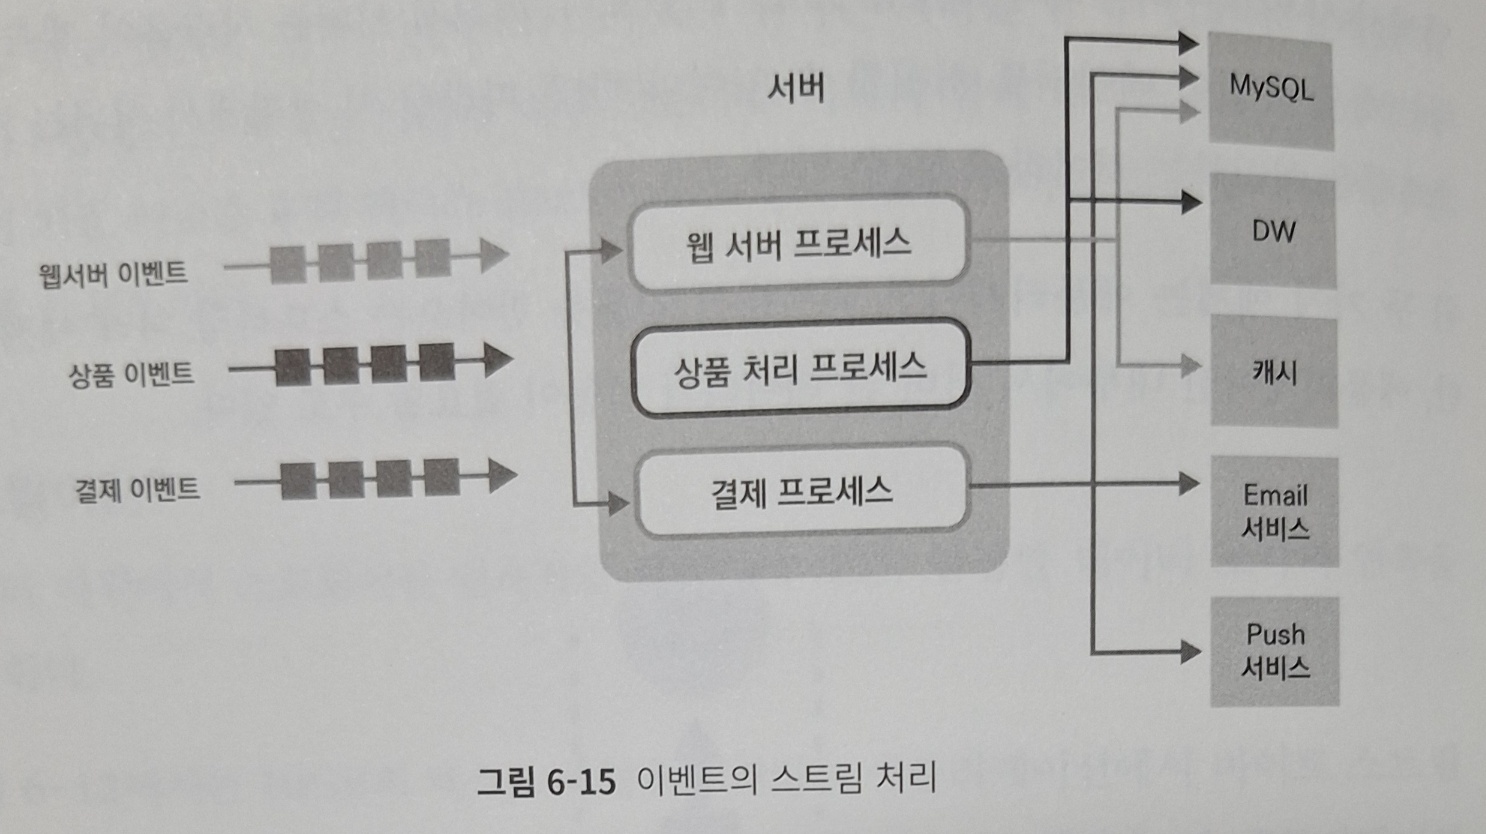 서버
웹서버 이벤트
상품 이벤트
결제 이벤트
웹 서버 프로세스
상품 처리 프로세스
결제 프로세스
MySQL
DW
캐시
Email
서비스
Push
서비스
그림 6-15 이벤트의 스트림 처리